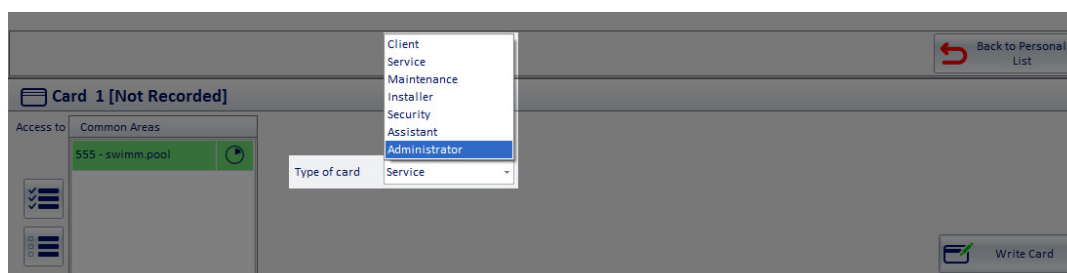 Client
Service
Maintenance
Installer
Security
Assistant
Administrator
Back to Personal
List
Card 1 [Not Recorded]
Access to
Common Areas
555 - swimm.pool
Type of card
Service
Write Card